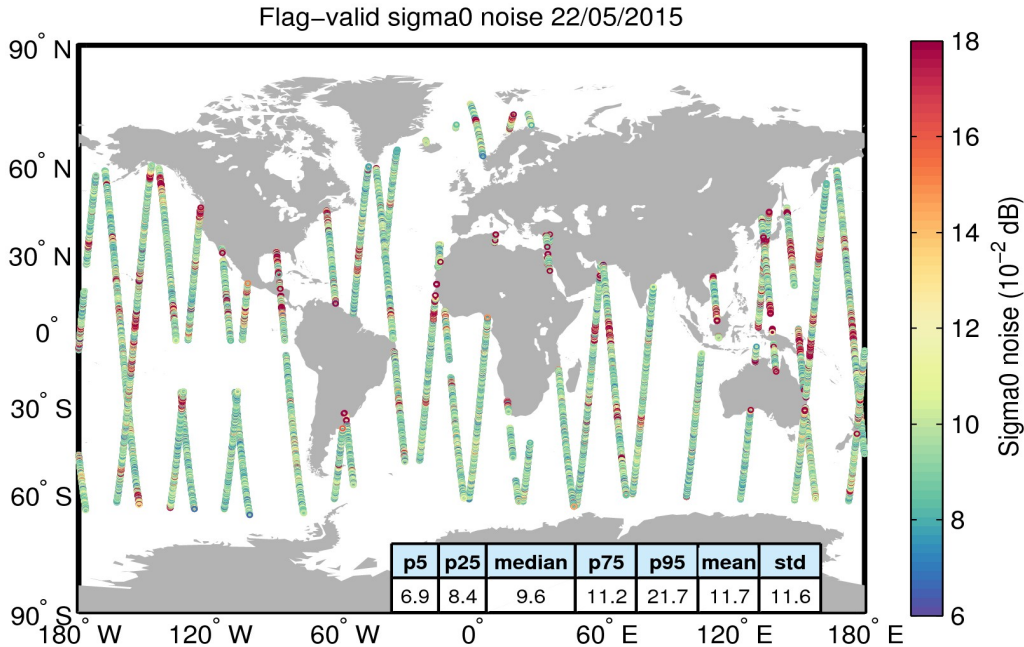 Flag−valid sigma0 noise 22/05/2015
90° N
60° N
30° N
0°
30° S
60° S
90° S
180° W
120° W
60° W
0°
60° E
120° E
180° E
p5 p25 median p75 p95 mean std
6.9 8.4 9.6 11.2 21.7 11.7 11.6
18
16
14
12
10
8
6
Sigma0 noise (10⁻² dB)